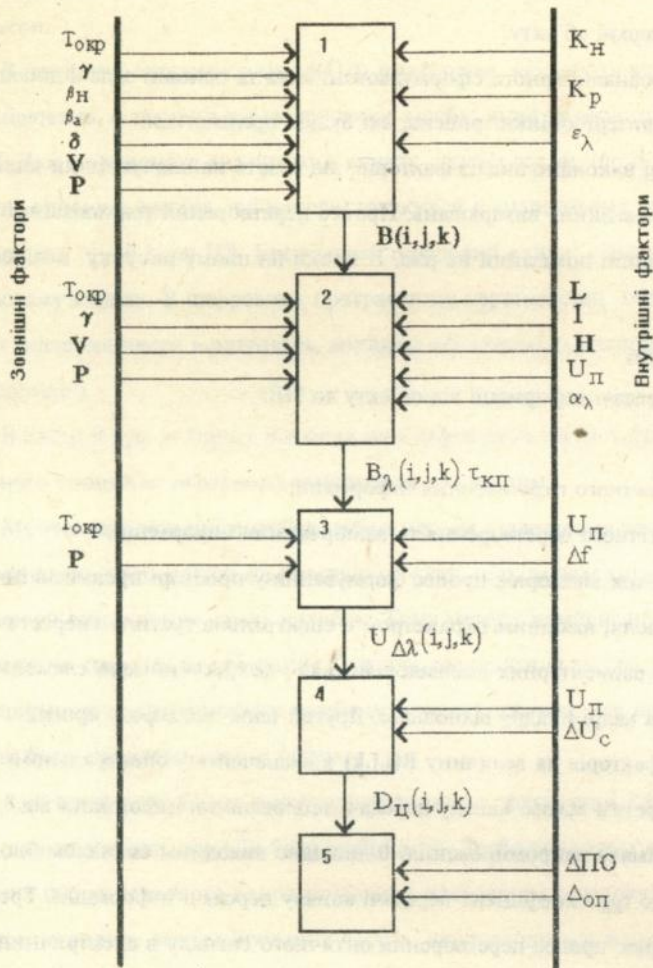 Зовнішні фактори
Внутрішні фактори
Tокр
γ
βн
δ
V
P
1
Kн
Kр
ελ
B(i,j,k)
Tокр
γ
V
P
2
L
I
H
Uп
αλ
Bλ(i,j,k) τкп
Tокр
P
3
Uп
Δf
UΔλ(i,j,k)
4
Uп
ΔUс
Dц(i,j,k)
5
ΔПО
Δоп